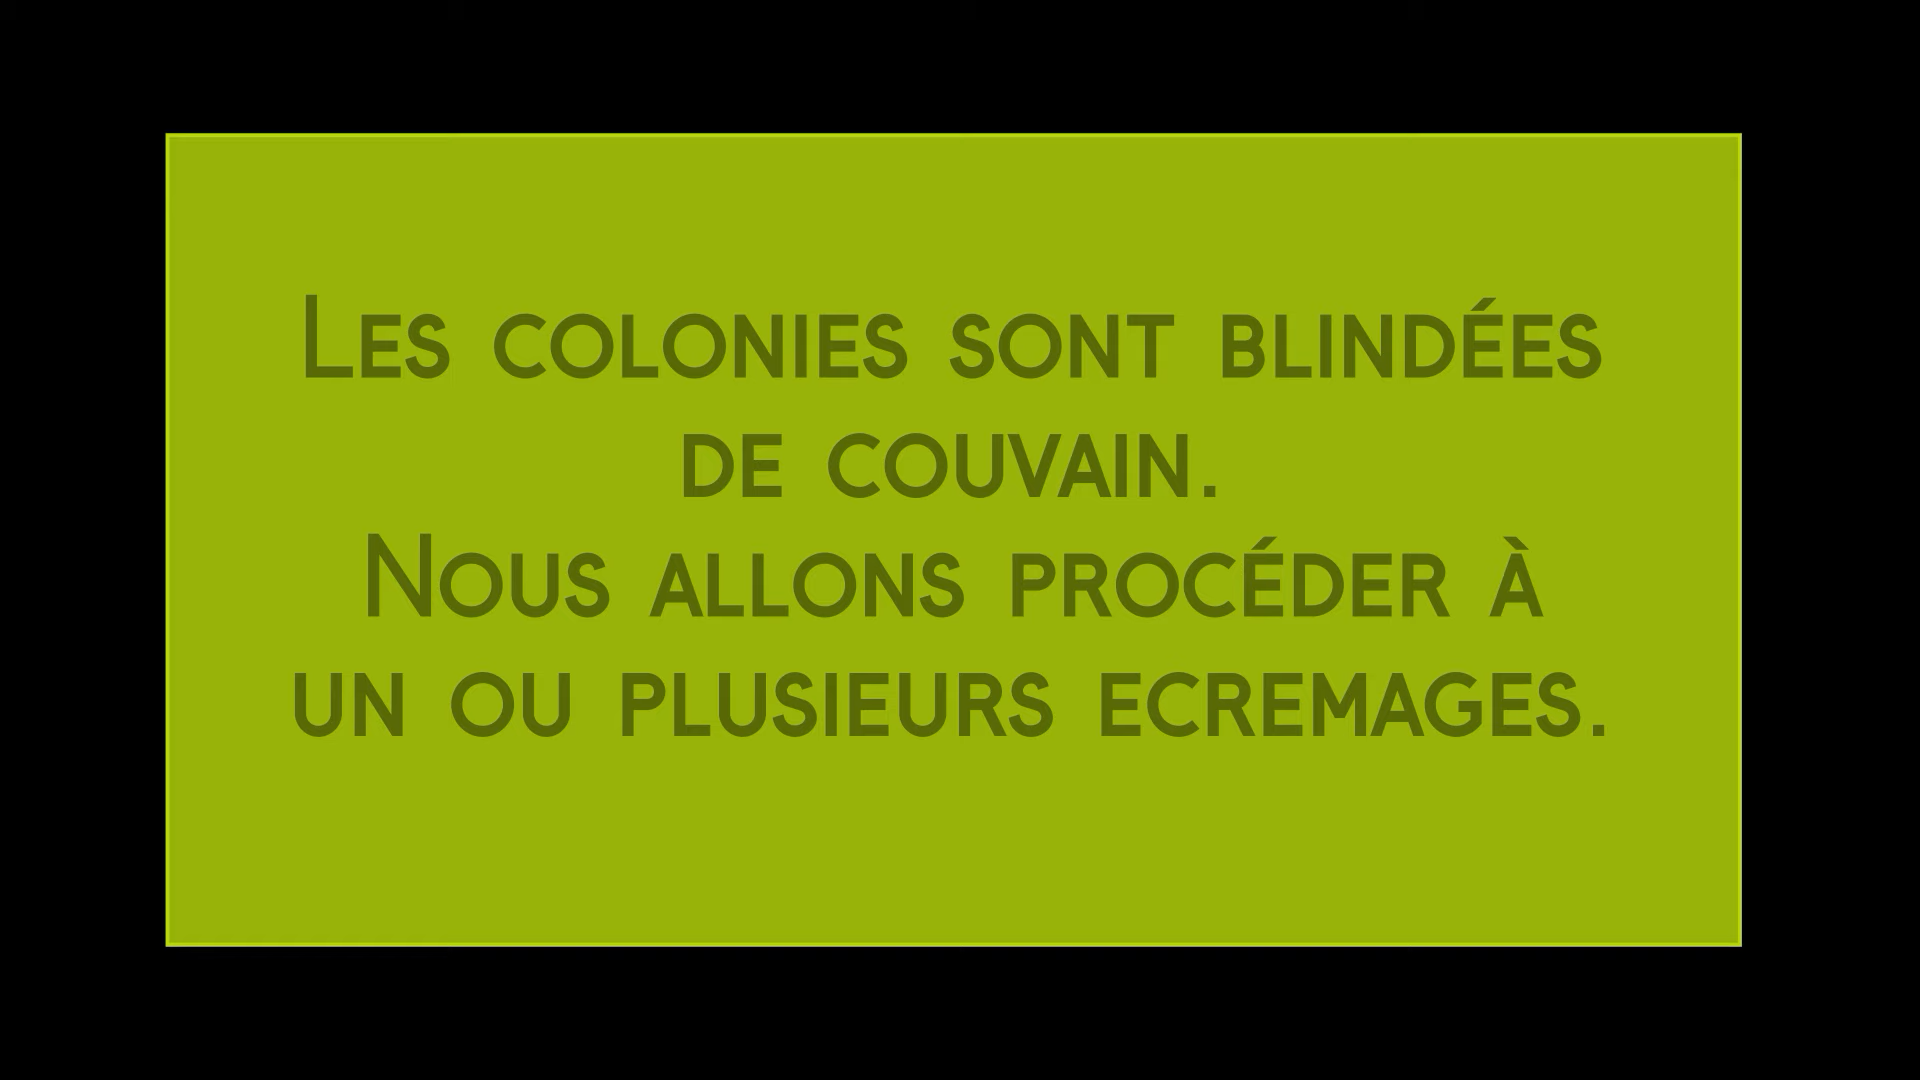 Les colonies sont blindées
de couvain.
Nous allons procéder à
un ou plusieurs ecremages.